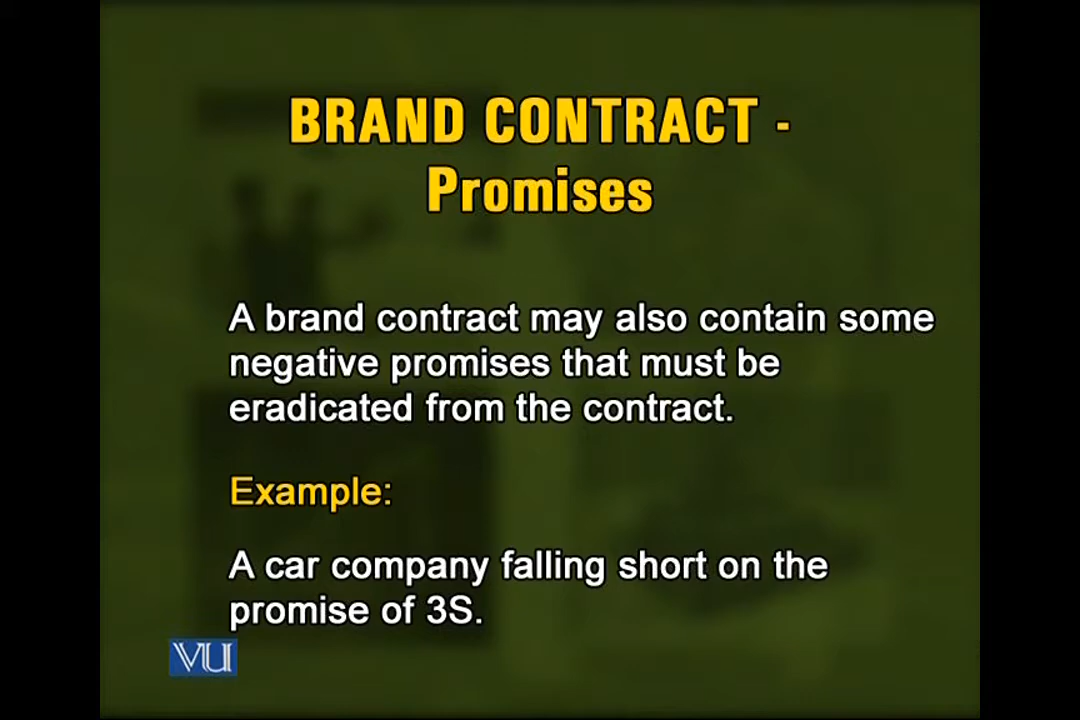 BRAND CONTRACT -
Promises
A brand contract may also contain some
negative promises that must be
eradicated from the contract.
Example:
A car company falling short on the
promise of 3S.
VU